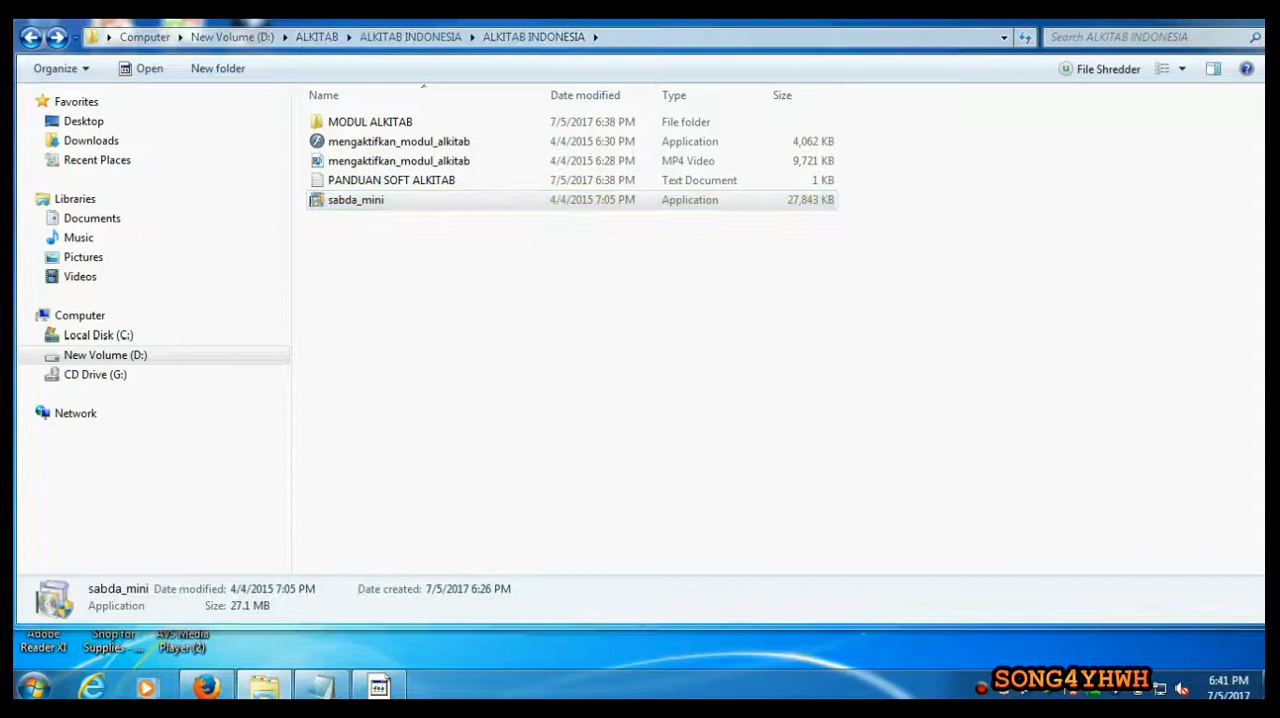 Computer New Volume (D:) ALKITAB ALKITAB INDONESIA ALKITAB INDONESIA Search ALKITAB INDONESIA
Organize Open New folder File Shredder
Name Date modified Type Size
Favorites
Desktop
Downloads
Recent Places
Libraries
Documents
Music
Pictures
Videos
Computer
Local Disk (C:)
New Volume (D:)
CD Drive (G:)
Network
MODUL ALKITAB 7/5/2017 6:38 PM File folder
mengaktifkan_modul_alkitab 4/4/2015 6:30 PM Application 4,062 KB
mengaktifkan_modul_alkitab 4/4/2015 6:28 PM MP4 Video 9,721 KB
PANDUAN SOFT ALKITAB 7/5/2017 6:38 PM Text Document 1 KB
sabda_mini 4/4/2015 7:05 PM Application 27,843 KB
sabda_mini Date modified: 4/4/2015 7:05 PM Date created: 7/5/2017 6:26 PM
Application Size: 27.1 MB
Adobe Reader XI
Shop for Supplies - ...
AVS Media Player (2)
SONG4YHWH
6:41 PM
7/5/2017